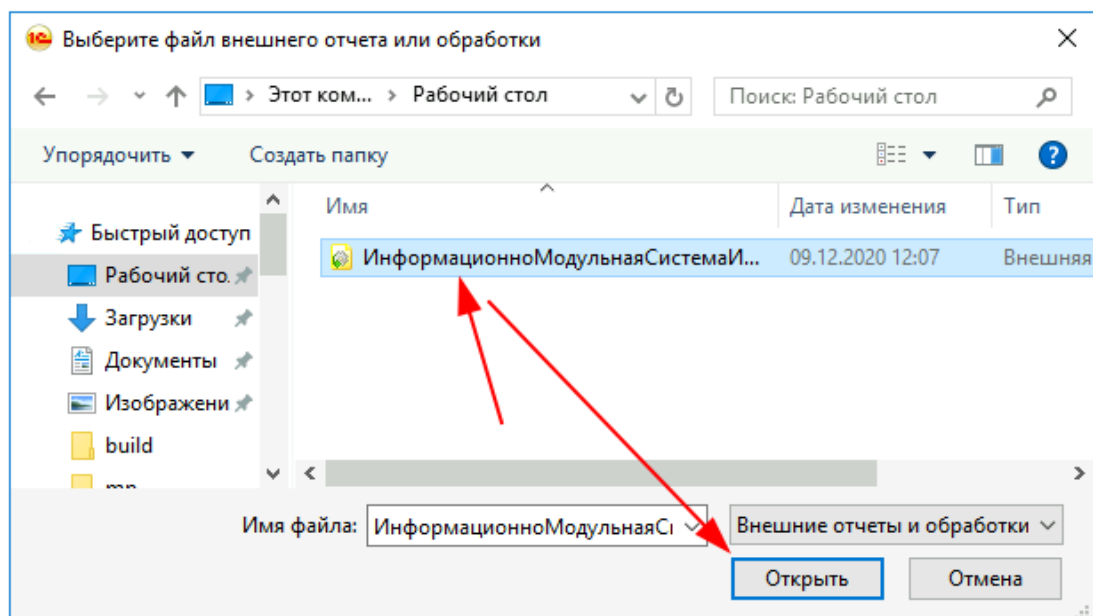 1С Выберите файл внешнего отчета или обработки
Этот ком... Рабочий стол Поиск: Рабочий стол
Упорядочить Создать папку ?
Имя Дата изменения Тип
Быстрый доступ
Рабочий сто.
Загрузки
Документы
Изображени
build
ИнформационноМодульнаяСистемаИ... 09.12.2020 12:07 Внешняя
Имя файла: ИнформационноМодульнаяСı Внешние отчеты и обработки
Открыть Отмена